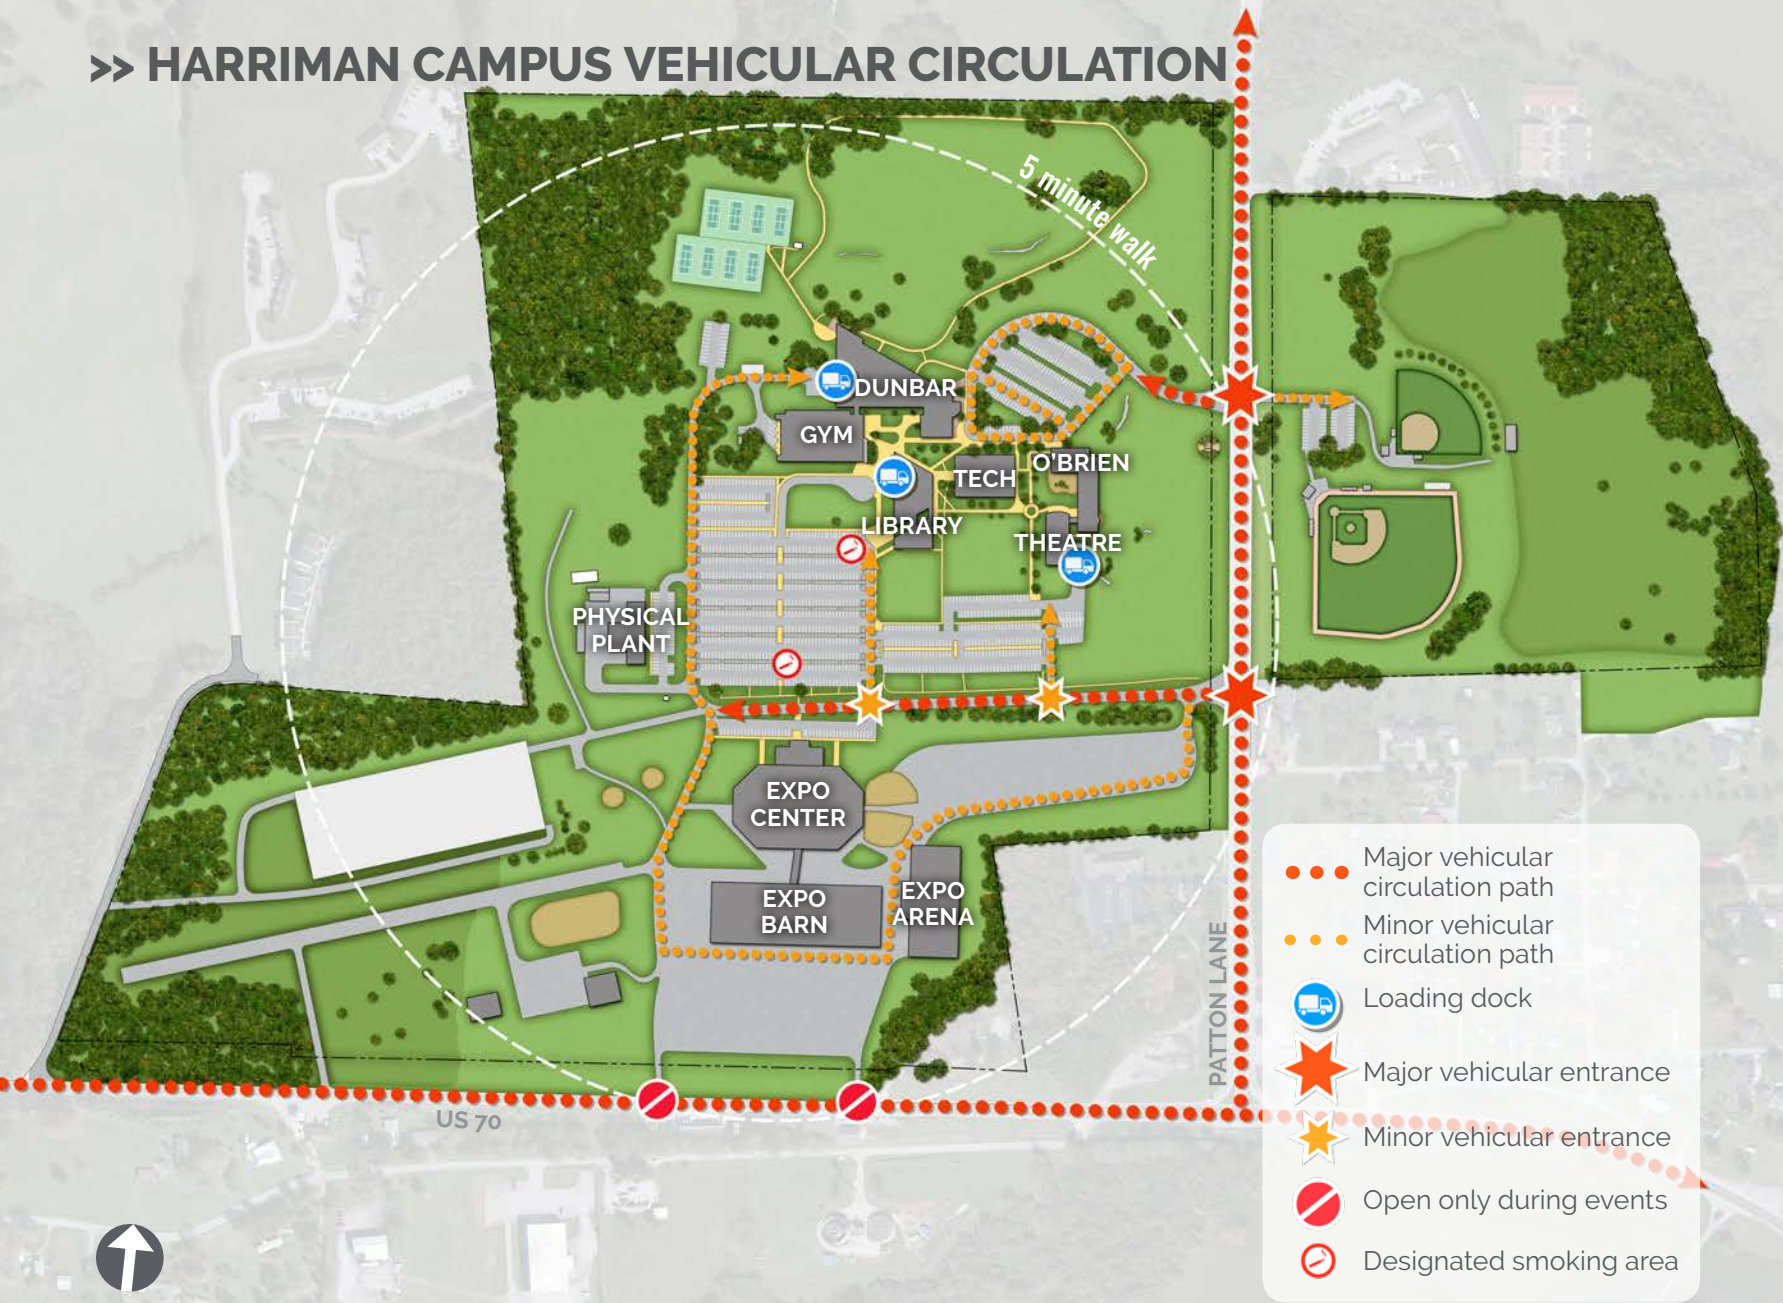 >> HARRIMAN CAMPUS VEHICULAR CIRCULATION
5 minute walk
DUNBAR
GYM
TECH
O'BRIEN
LIBRARY
THEATRE
PHYSICAL
PLANT
EXPO
CENTER
EXPO
BARN
EXPO
ARENA
PATTON LANE
US 70
Major vehicular
circulation path
Minor vehicular
circulation path
Loading dock
Major vehicular entrance
Minor vehicular entrance
Open only during events
Designated smoking area